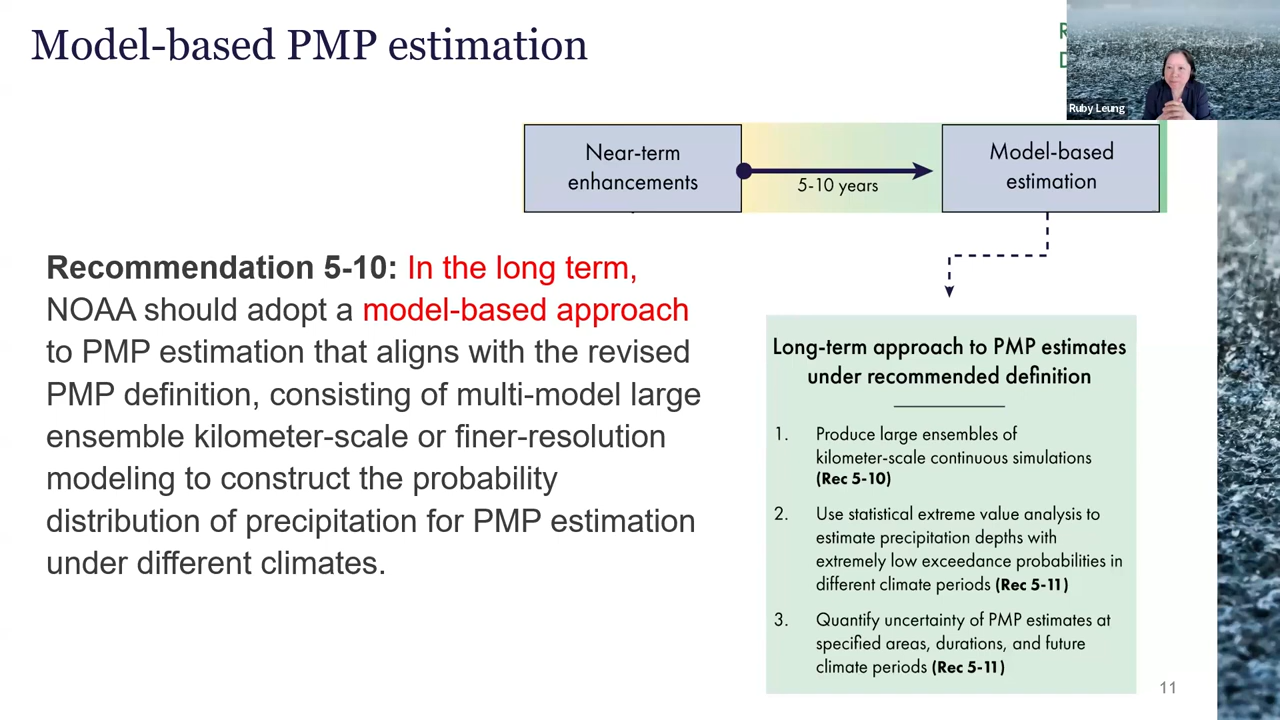 Model-based PMP estimation
R
D
Ruby Leung
Near-term
enhancements
5-10 years
Model-based
estimation
Recommendation 5-10: In the long term,
NOAA should adopt a model-based approach
to PMP estimation that aligns with the revised
PMP definition, consisting of multi-model large
ensemble kilometer-scale or finer-resolution
modeling to construct the probability
distribution of precipitation for PMP estimation
under different climates.
Long-term approach to PMP estimates
under recommended definition
1. Produce large ensembles of
kilometer-scale continuous simulations
(Rec 5-10)
2. Use statistical extreme value analysis to
estimate precipitation depths with
extremely low exceedance probabilities in
different climate periods (Rec 5-11)
3. Quantify uncertainty of PMP estimates at
specified areas, durations, and future
climate periods (Rec 5-11)
11